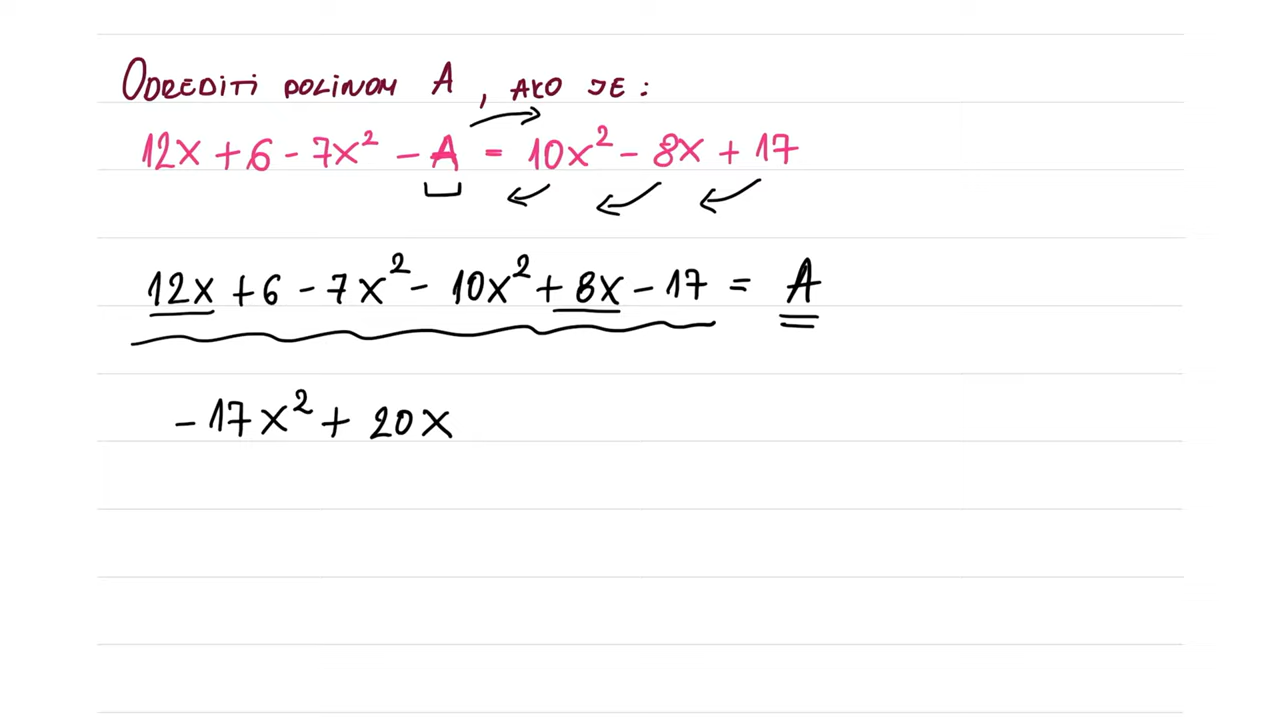 ODREDITI POLINOM A, AKO JE:
12x + 6 - 7x² - A = 10x² - 8x + 17
12x + 6 - 7x² - 10x² + 8x - 17 = A
- 17x² + 20x